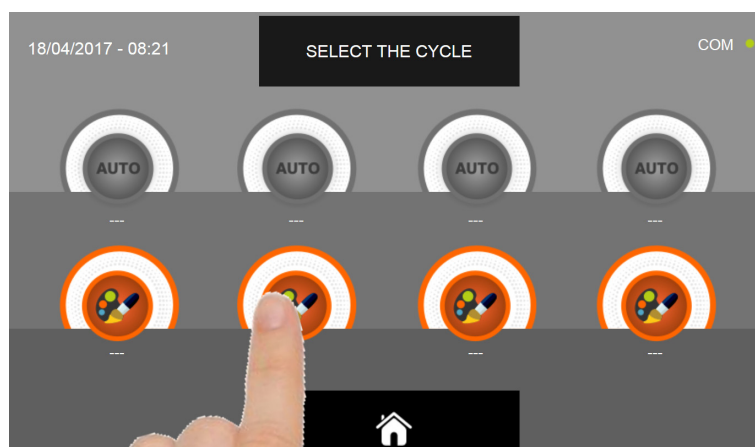 18/04/2017 - 08:21
SELECT THE CYCLE
COM
AUTO AUTO AUTO AUTO
--- --- --- ---
--- --- ---